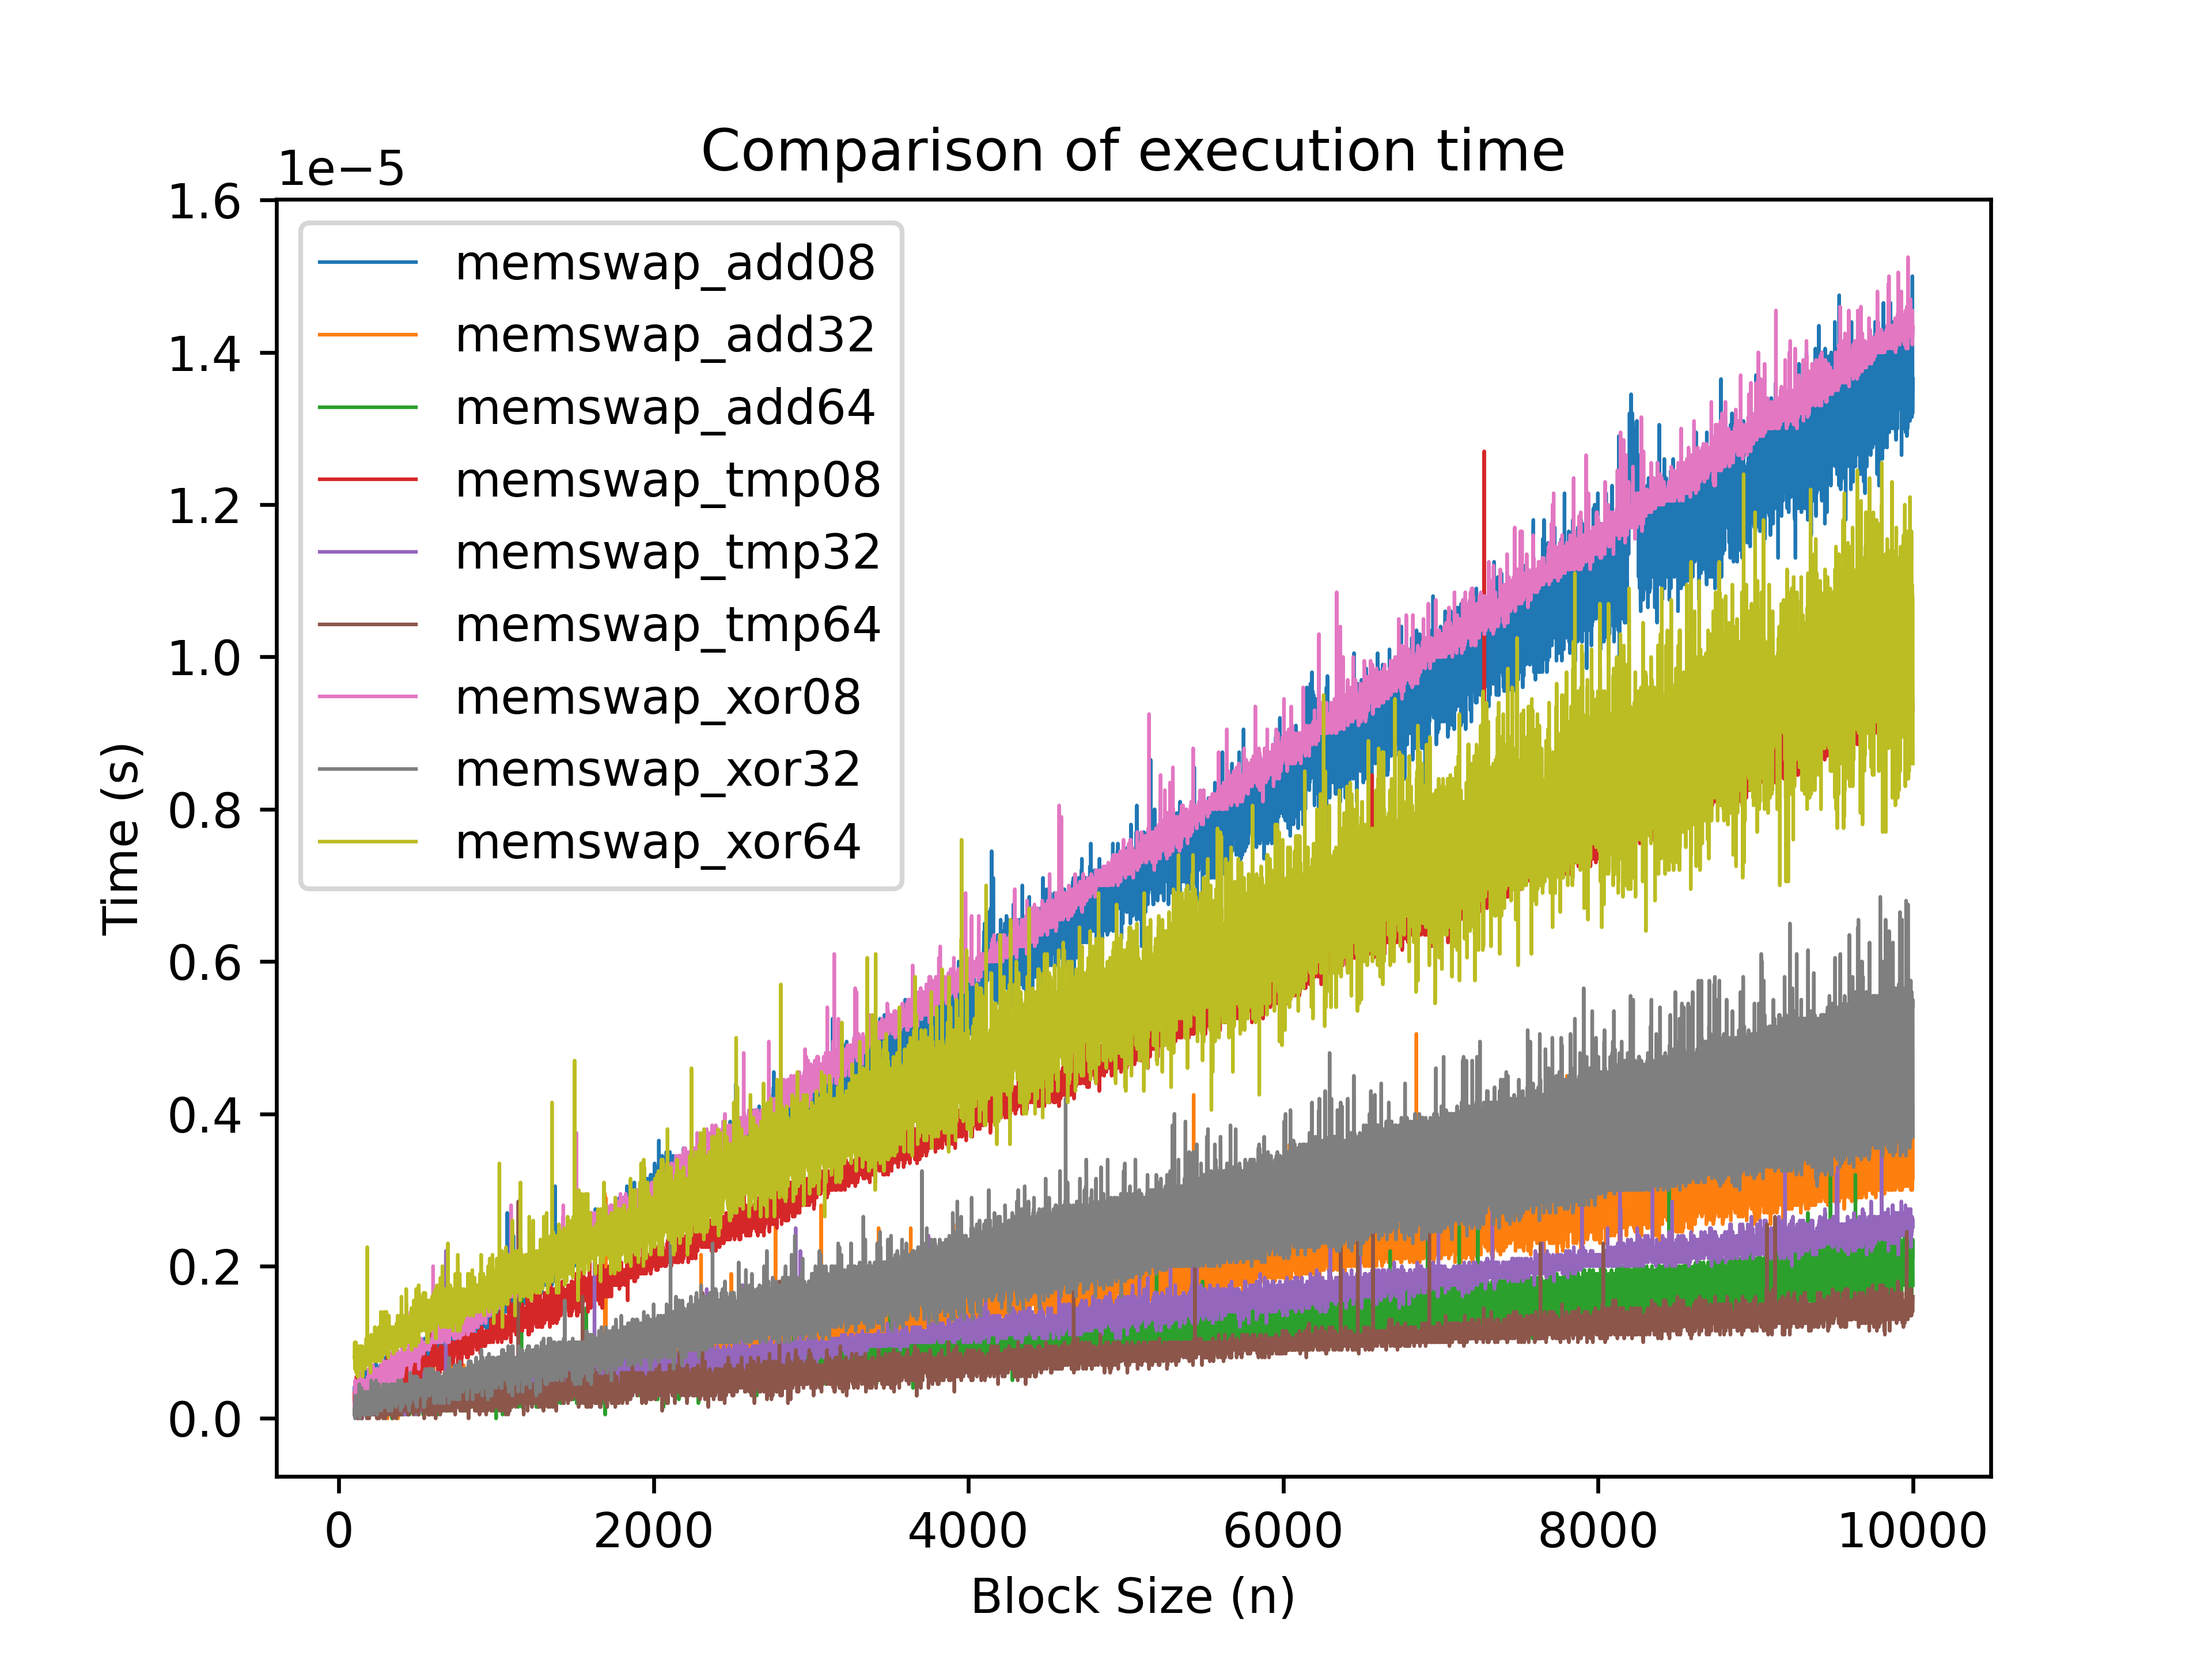 Comparison of execution time
1e−5
1.6
1.4
1.2
1.0
0.8
0.6
0.4
0.2
0.0
Time (s)
memswap_add08
memswap_add32
memswap_add64
memswap_tmp08
memswap_tmp32
memswap_tmp64
memswap_xor08
memswap_xor32
memswap_xor64
0 2000 4000 6000 8000 10000
Block Size (n)